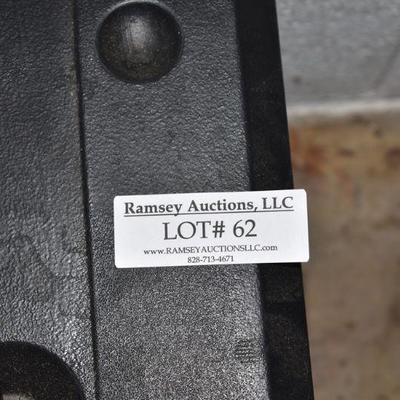 Ramsey Auctions, LLC
LOT# 62
www.RAMSEYAUCTIONSLLC.com
828-713-4671